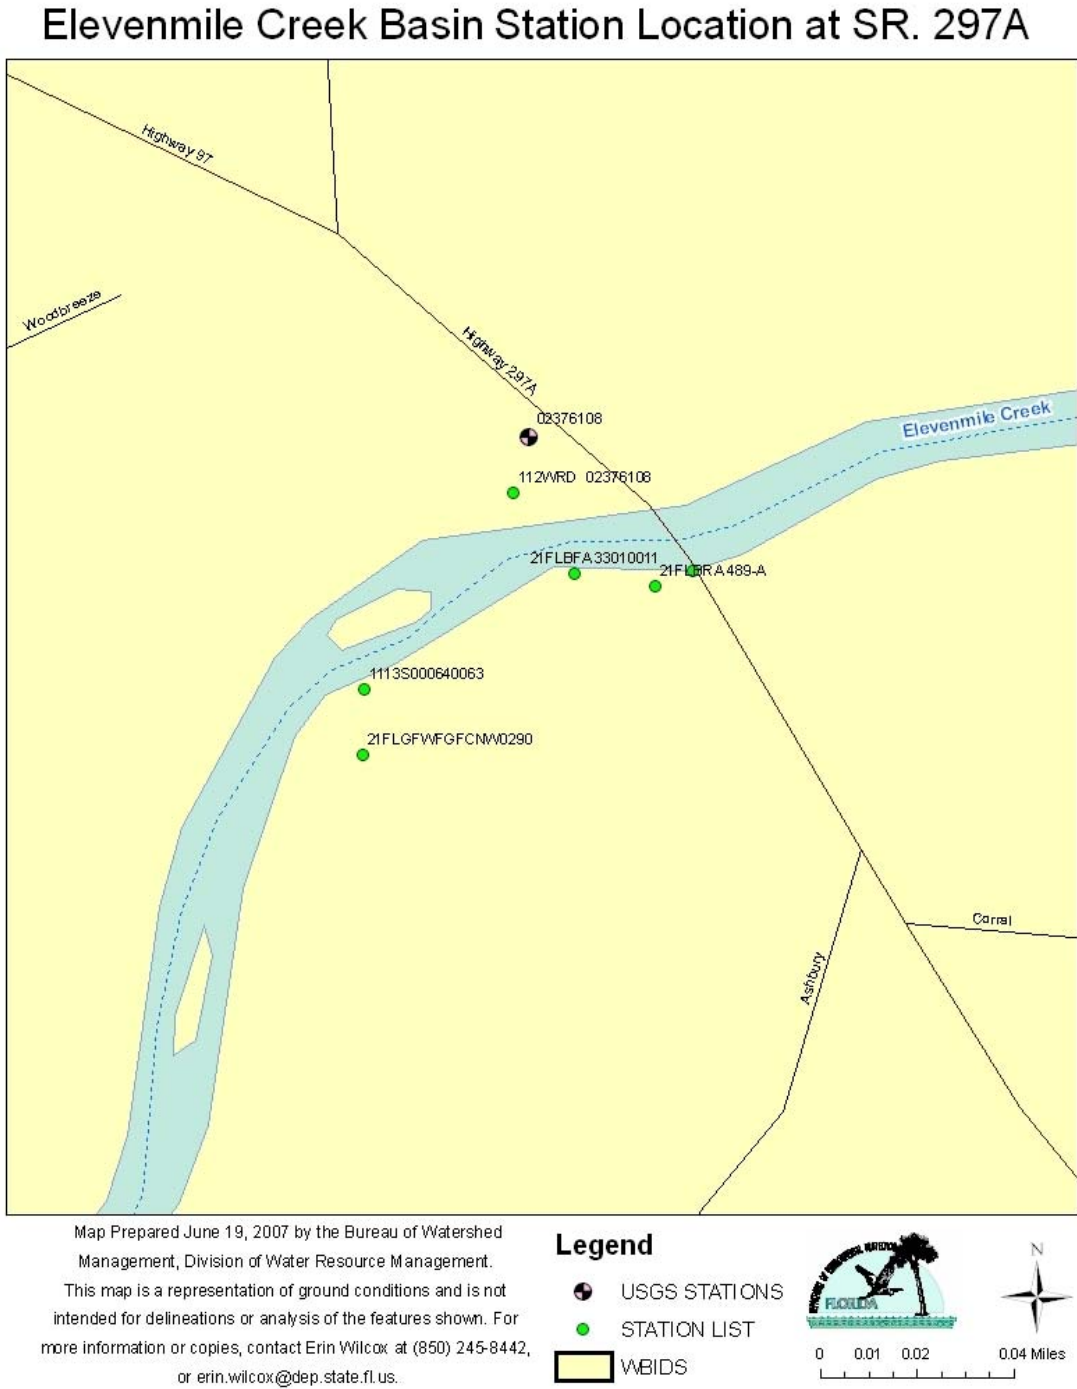 Elevenmile Creek Basin Station Location at SR. 297A
Highway 97
Woodbreeze
Highway 297A
02376108
Elevenmile Creek
112WRD 02376108
21FLBFA33010011
21FLBRA489-A
1113S000640063
21FLGFWFGFCNW0290
Corral
Ashbury
Map Prepared June 19, 2007 by the Bureau of Watershed
Management, Division of Water Resource Management.
This map is a representation of ground conditions and is not
intended for delineations or analysis of the features shown. For
more information or copies, contact Erin Wilcox at (850) 245-8442,
or erin.wilcox@dep.state.fl.us.
Legend
USGS STATIONS
STATION LIST
WBIDS
FLORIDA
N
0 0.01 0.02 0.04 Miles